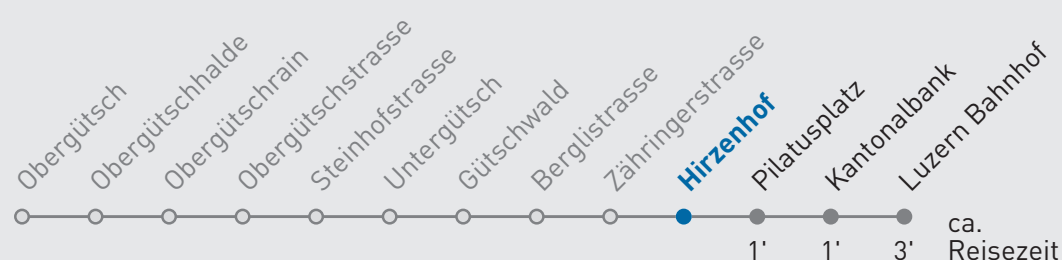 Obergütsch
Obergütschhalde
Obergütschrain
Obergütschstrasse
Steinhofstrasse
Untergütsch
Gütschwald
Berglistrasse
Zähringerstrasse
Hirzenhof
Pilatusplatz
Kantonalbank
Luzern Bahnhof
ca.
1' 1' 3' Reisezeit